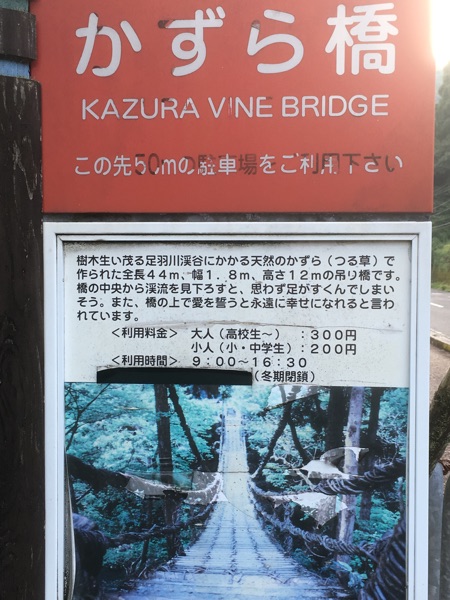 かずら橋
KAZURA VINE BRIDGE
この先50mの駐車場をご利用下さい
樹木生い茂る足羽川渓谷にかかる天然のかずら（つる草）で
作られた全長44m、幅1．8m、高さ12mの吊り橋です。
橋の中央から渓流を見下ろすと、思わず足がすくんでしまい
そう。また、橋の上で愛を誓うと永遠に幸せになれると言わ
れています。
＜利用料金＞ 大人（高校生～）：300円
小人（小・中学生）：200円
＜利用時間＞ 9：00～16：30
（冬期閉鎖）